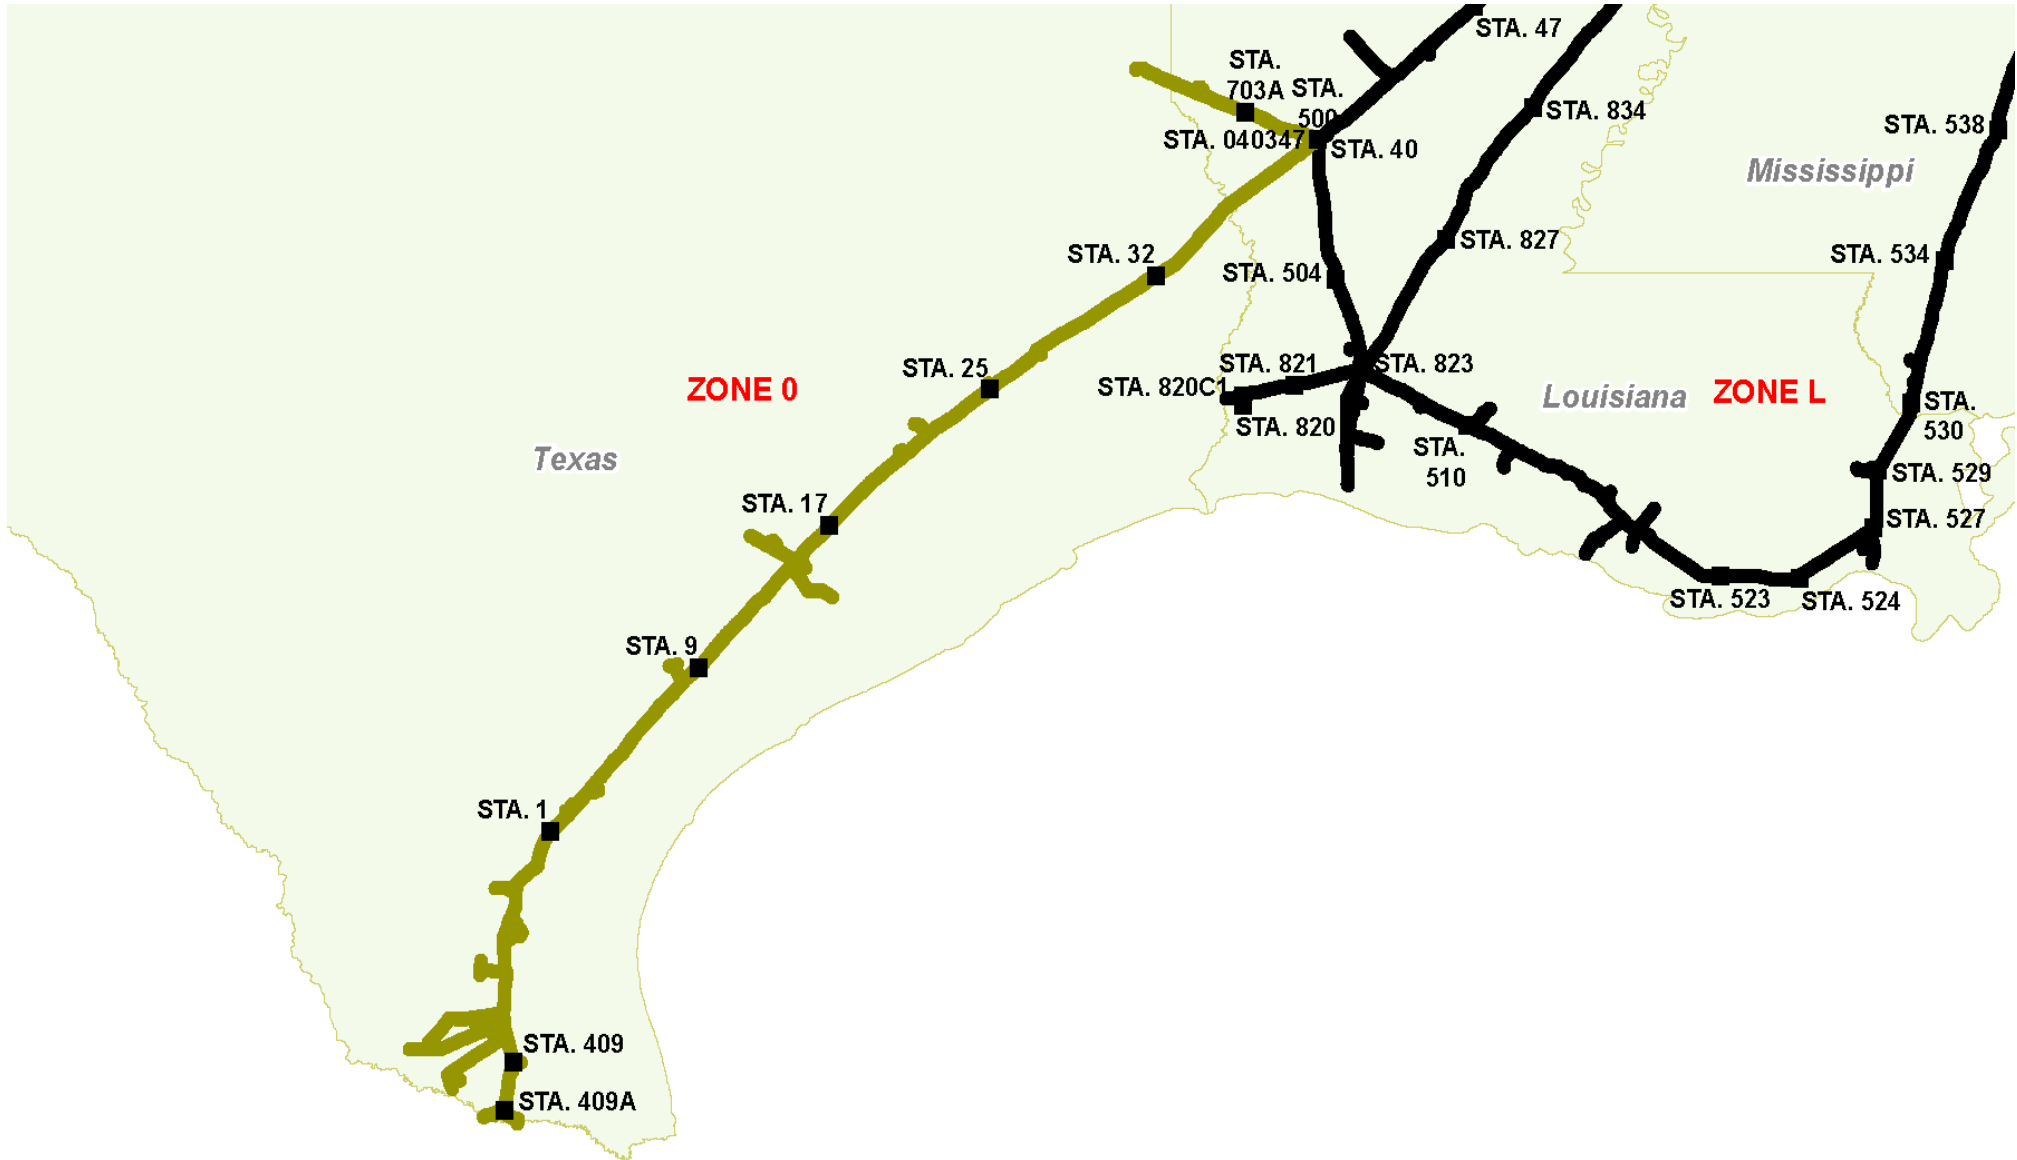 STA. 47
STA.
703A
STA.
500
STA. 834
STA. 538
STA. 040347
STA. 40
Mississippi
STA. 827
STA. 32
STA. 504
STA. 534
STA. 25
STA. 821
STA. 823
ZONE 0
STA. 820C1
Louisiana
ZONE L
STA.
530
STA. 820
STA.
510
Texas
STA. 529
STA. 17
STA. 527
STA. 523
STA. 524
STA. 9
STA. 1
STA. 409
STA. 409A